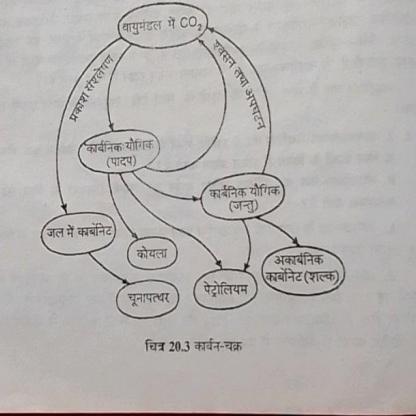 वायुमंडल में CO2
प्रकाश संश्लेषण
श्वसन तथा अपघटन
कार्बनिक यौगिक
(पादप)
कार्बनिक यौगिक
(जन्तु)
जल में कार्बोनेट
कोयला
अकार्बनिक
कार्बोनेट (शल्क)
पेट्रोलियम
चूनापत्थर
चित्र 20.3 कार्बन-चक्र